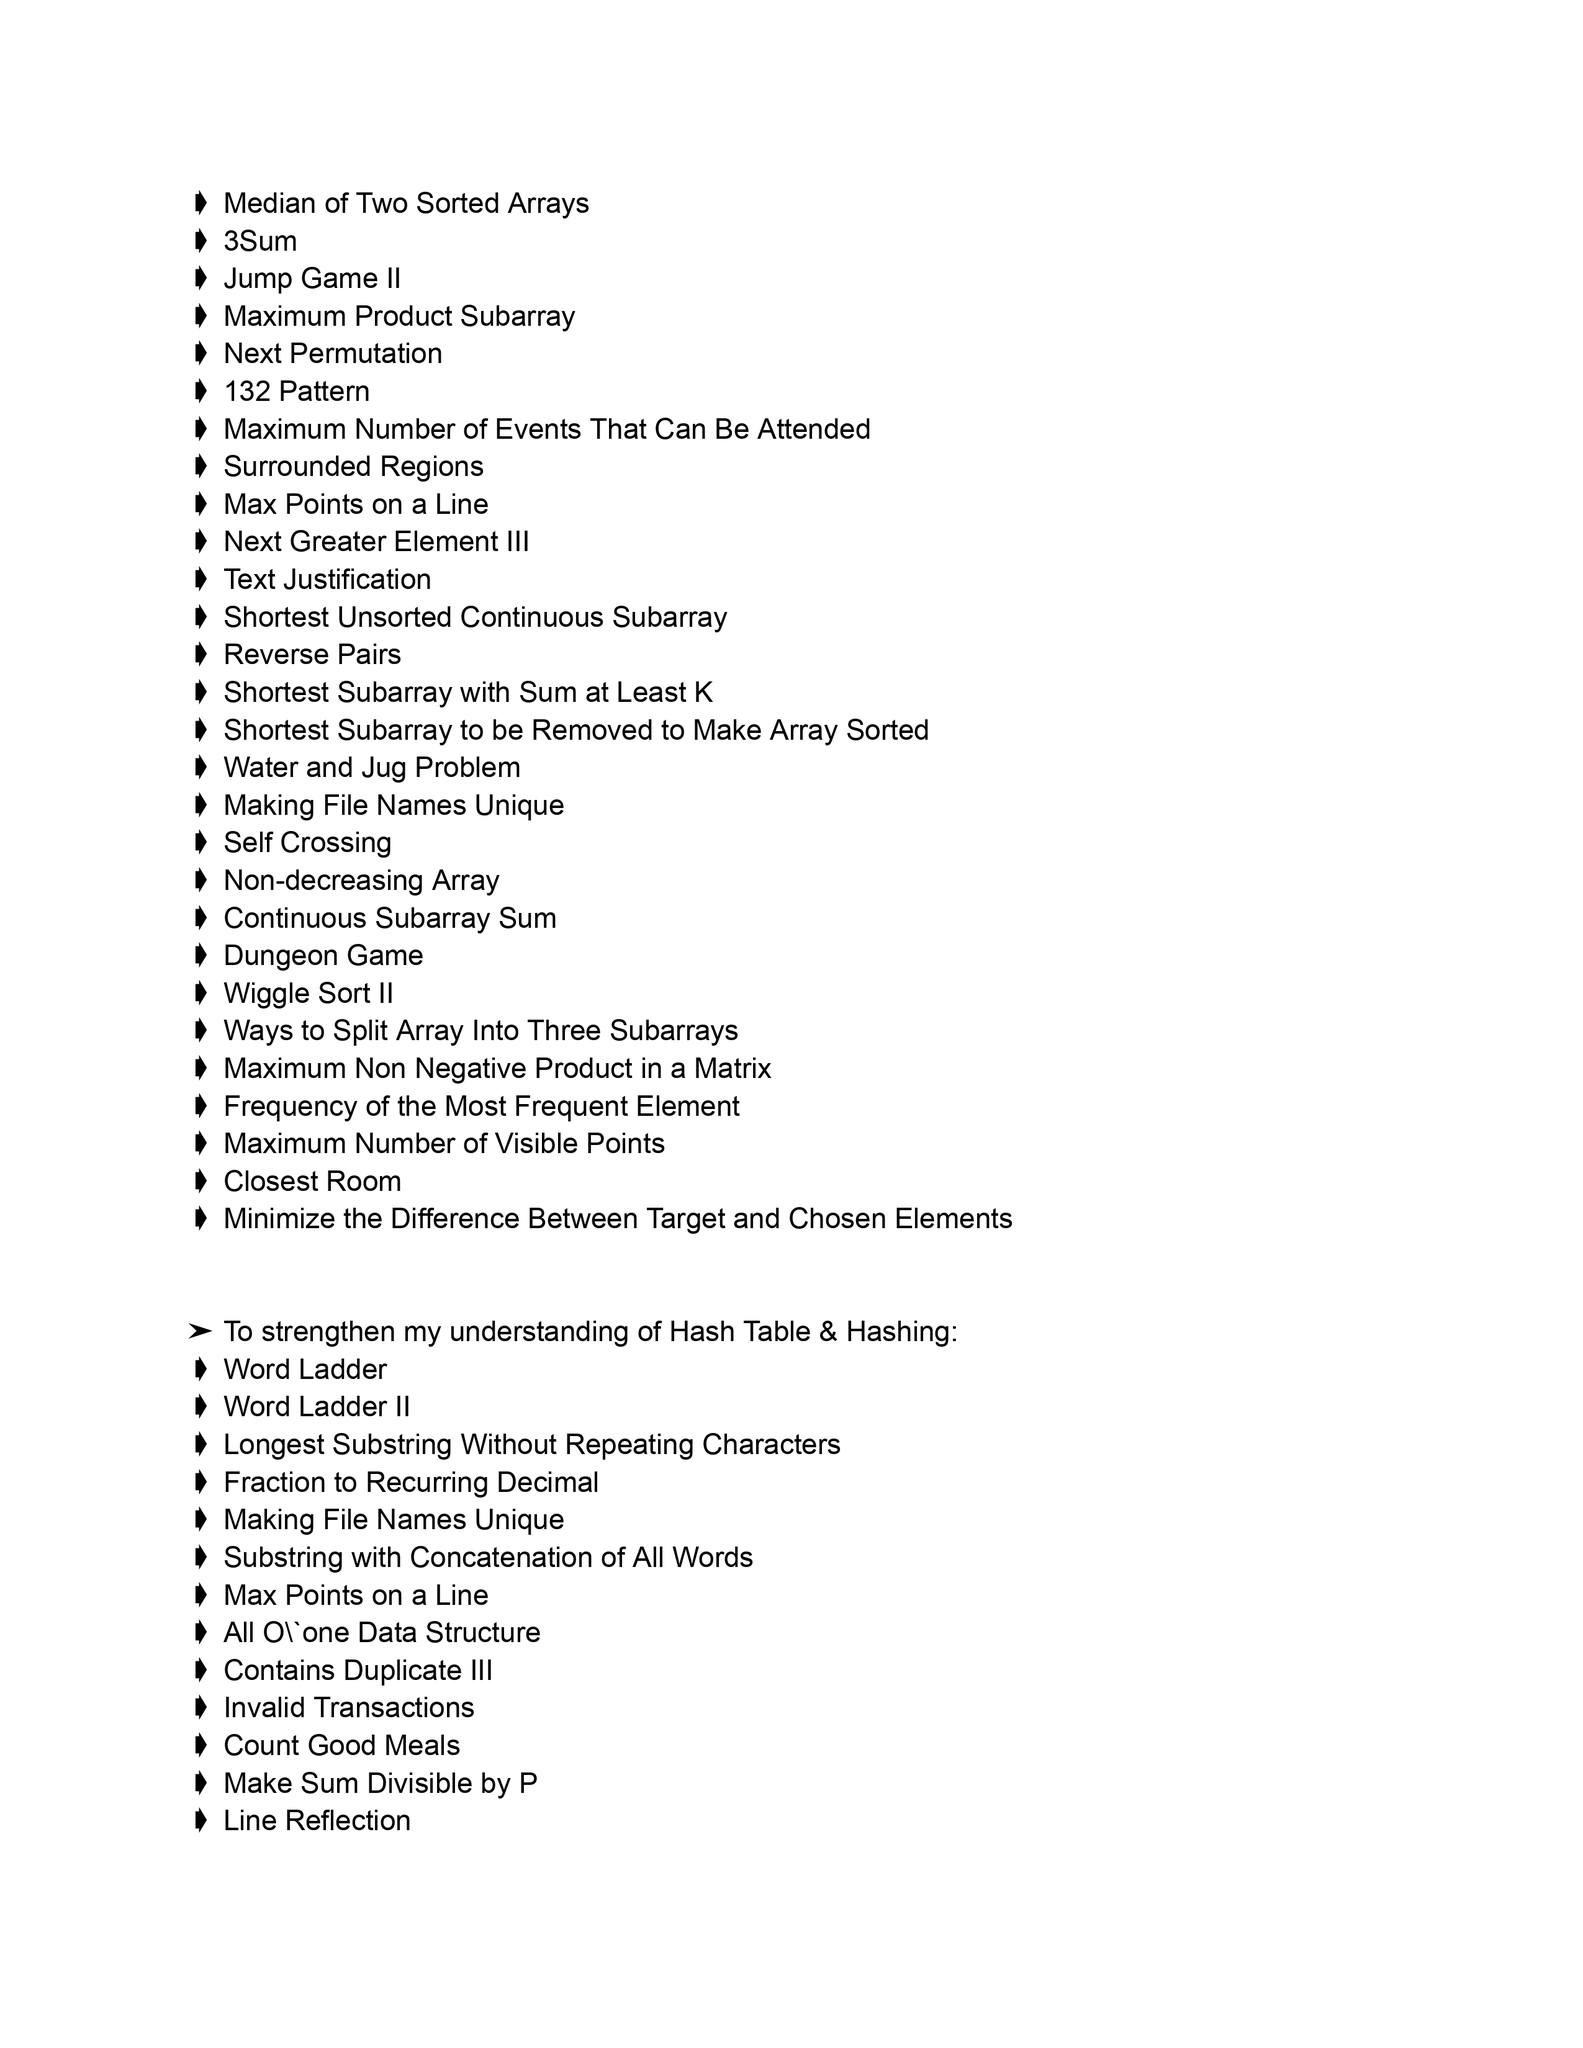 ➧ Median of Two Sorted Arrays
➧ 3Sum
➧ Jump Game II
➧ Maximum Product Subarray
➧ Next Permutation
➧ 132 Pattern
➧ Maximum Number of Events That Can Be Attended
➧ Surrounded Regions
➧ Max Points on a Line
➧ Next Greater Element III
➧ Text Justification
➧ Shortest Unsorted Continuous Subarray
➧ Reverse Pairs
➧ Shortest Subarray with Sum at Least K
➧ Shortest Subarray to be Removed to Make Array Sorted
➧ Water and Jug Problem
➧ Making File Names Unique
➧ Self Crossing
➧ Non-decreasing Array
➧ Continuous Subarray Sum
➧ Dungeon Game
➧ Wiggle Sort II
➧ Ways to Split Array Into Three Subarrays
➧ Maximum Non Negative Product in a Matrix
➧ Frequency of the Most Frequent Element
➧ Maximum Number of Visible Points
➧ Closest Room
➧ Minimize the Difference Between Target and Chosen Elements
➢ To strengthen my understanding of Hash Table & Hashing:
➧ Word Ladder
➧ Word Ladder II
➧ Longest Substring Without Repeating Characters
➧ Fraction to Recurring Decimal
➧ Making File Names Unique
➧ Substring with Concatenation of All Words
➧ Max Points on a Line
➧ All O\`one Data Structure
➧ Contains Duplicate III
➧ Invalid Transactions
➧ Count Good Meals
➧ Make Sum Divisible by P
➧ Line Reflection